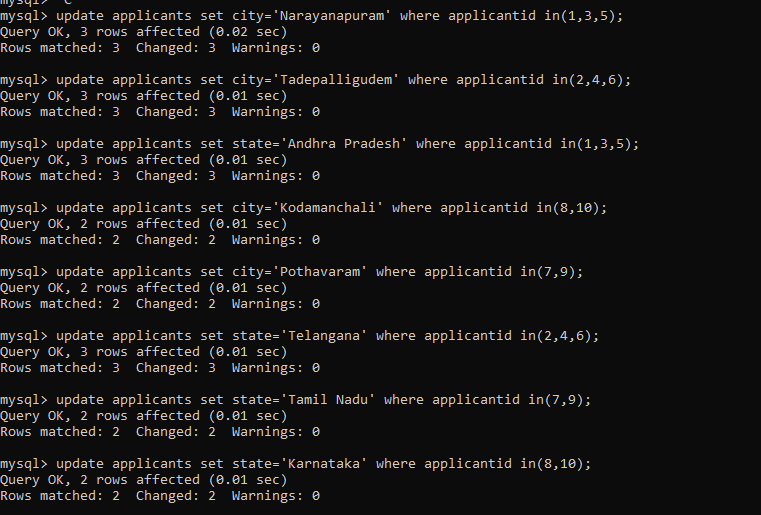 mysql> ^C
mysql> update applicants set city='Narayanapuram' where applicantid in(1,3,5);
Query OK, 3 rows affected (0.02 sec)
Rows matched: 3  Changed: 3  Warnings: 0
mysql> update applicants set city='Tadepalligudem' where applicantid in(2,4,6);
Query OK, 3 rows affected (0.01 sec)
Rows matched: 3  Changed: 3  Warnings: 0
mysql> update applicants set state='Andhra Pradesh' where applicantid in(1,3,5);
Query OK, 3 rows affected (0.01 sec)
Rows matched: 3  Changed: 3  Warnings: 0
mysql> update applicants set city='Kodamanchali' where applicantid in(8,10);
Query OK, 2 rows affected (0.01 sec)
Rows matched: 2  Changed: 2  Warnings: 0
mysql> update applicants set city='Pothavaram' where applicantid in(7,9);
Query OK, 2 rows affected (0.01 sec)
Rows matched: 2  Changed: 2  Warnings: 0
mysql> update applicants set state='Telangana' where applicantid in(2,4,6);
Query OK, 3 rows affected (0.01 sec)
Rows matched: 3  Changed: 3  Warnings: 0
mysql> update applicants set state='Tamil Nadu' where applicantid in(7,9);
Query OK, 2 rows affected (0.01 sec)
Rows matched: 2  Changed: 2  Warnings: 0
mysql> update applicants set state='Karnataka' where applicantid in(8,10);
Query OK, 2 rows affected (0.01 sec)
Rows matched: 2  Changed: 2  Warnings: 0